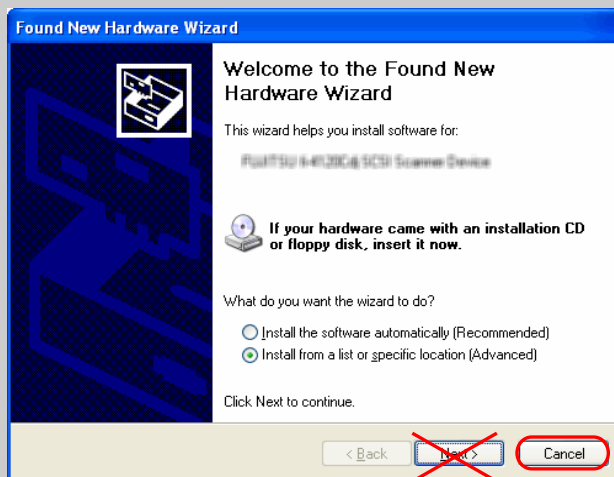 Found New Hardware Wizard
Welcome to the Found New
Hardware Wizard
This wizard helps you install software for:
SCSI Scanner Device
If your hardware came with an installation CD
or floppy disk, insert it now.
What do you want the wizard to do?
Install the software automatically (Recommended)
Install from a list or specific location (Advanced)
Click Next to continue.
< Back Next > Cancel